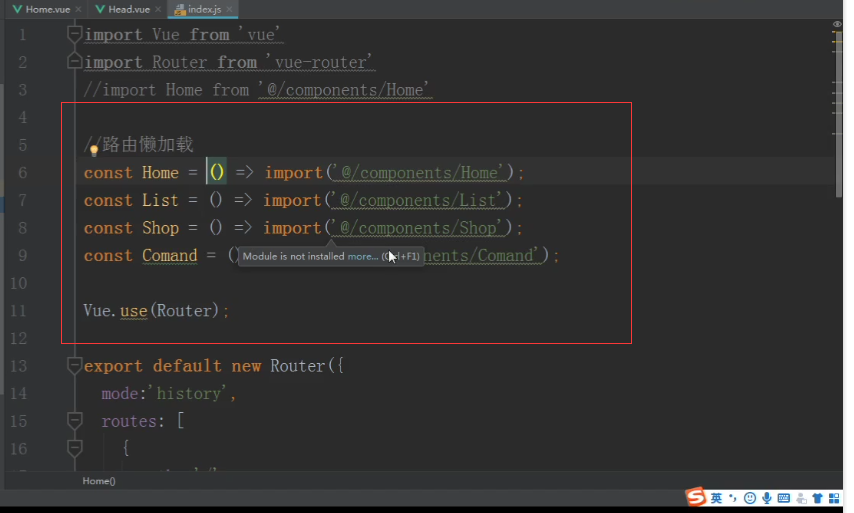 Home.vue × Head.vue × index.js ×
1 import Vue from 'vue'
2 import Router from 'vue-router'
3 //import Home from '@/components/Home'
4
5 //路由懒加载
6 const Home = () => import('@/components/Home');
7 const List = () => import('@/components/List');
8 const Shop = () => import('@/components/Shop');
9 const Comand = () nents/Comand');
Module is not installed more... (Ctrl+F1)
10
11 Vue.use(Router);
12
13 export default new Router({
14 mode:'history',
15 routes: [
16 {
Home()
英